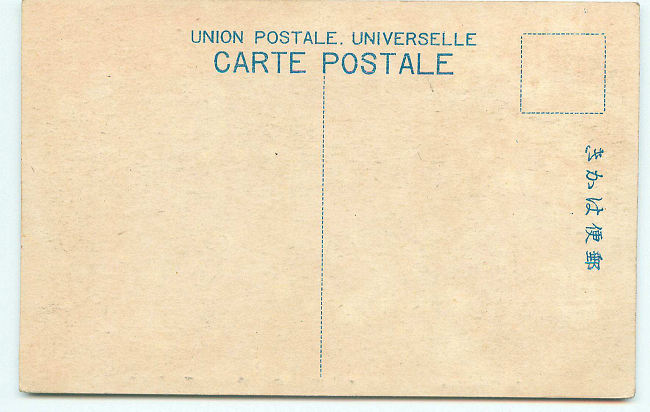 UNION POSTALE. UNIVERSELLE
CARTE POSTALE
郵便はかき